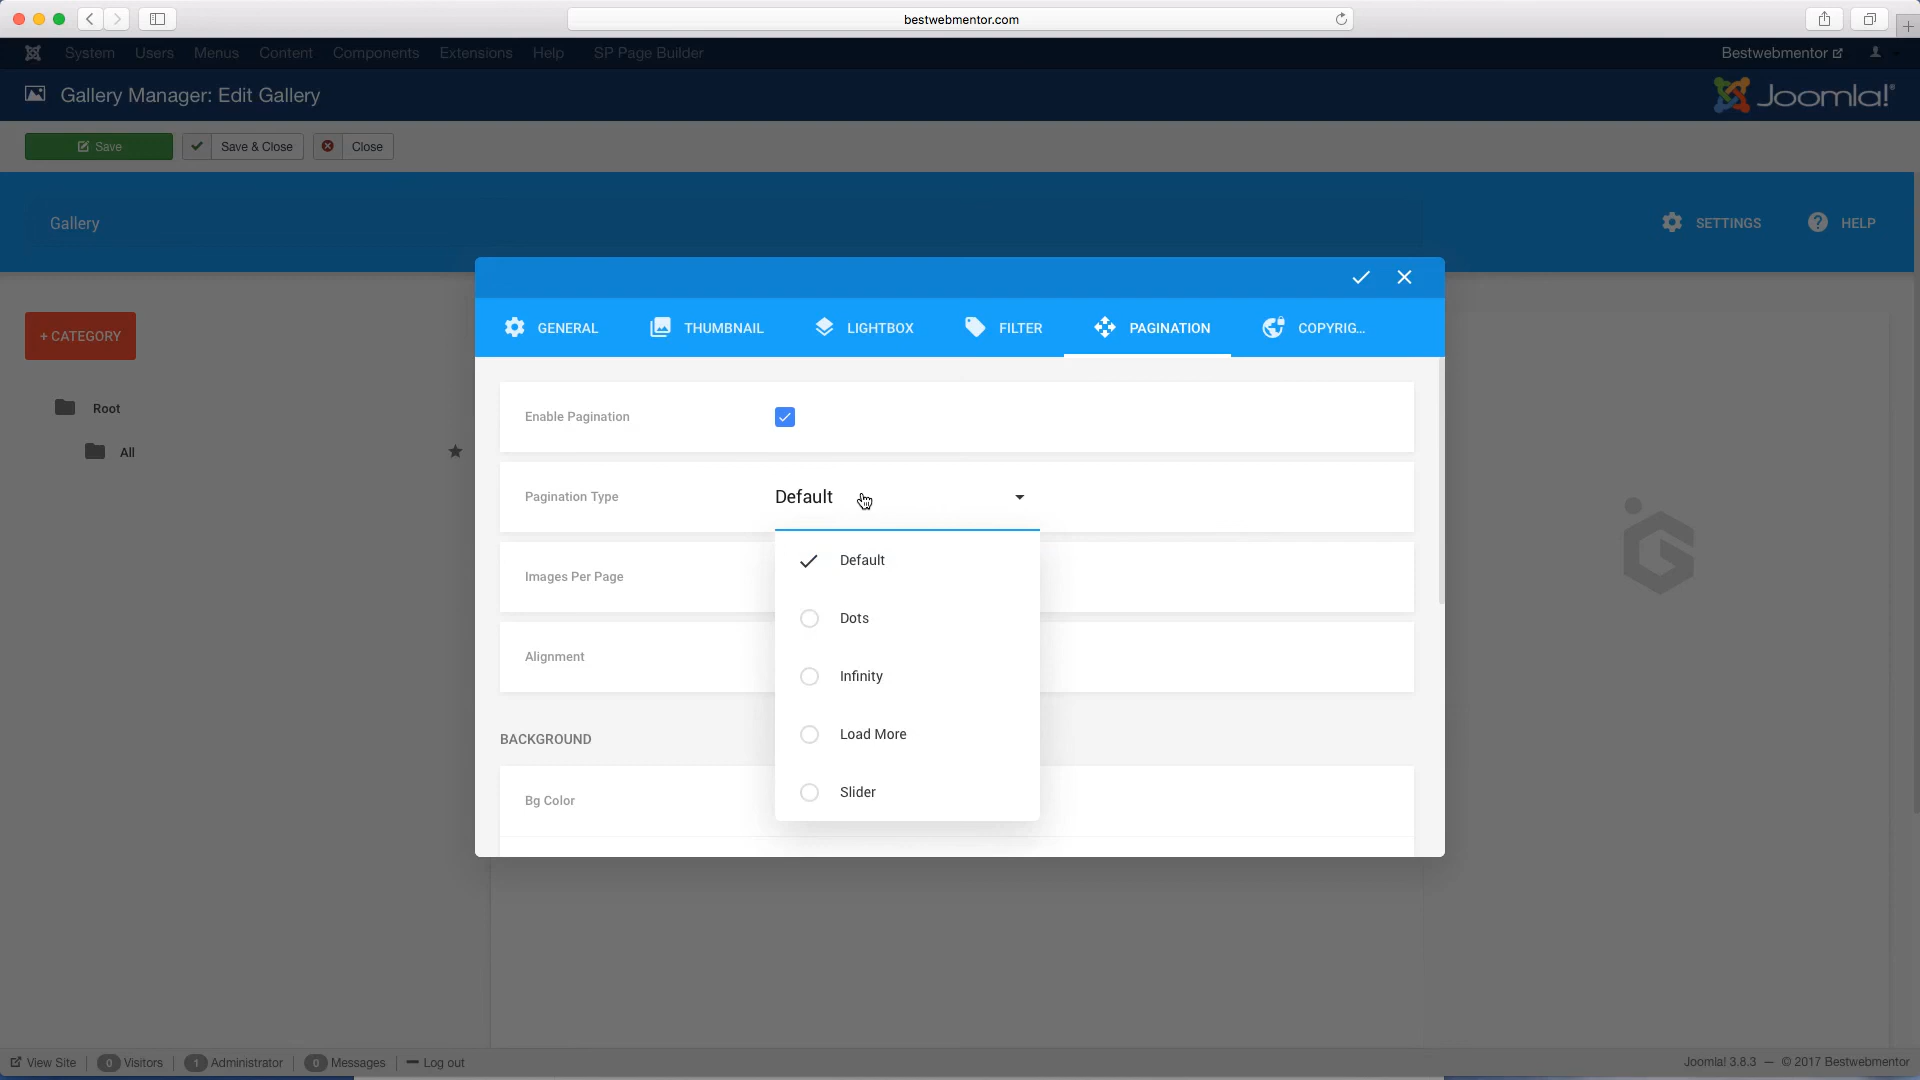 bestwebmentor.com
System Users Menus Content Components Extensions Help SP Page Builder Bestwebmentor
Gallery Manager: Edit Gallery
Joomla!®
Save Save & Close Close
Gallery SETTINGS HELP
GENERAL THUMBNAIL LIGHTBOX FILTER PAGINATION COPYRIG...
+ CATEGORY
Root
All
Enable Pagination
Pagination Type Default
Default
Images Per Page
Dots
Alignment
Infinity
Load More
BACKGROUND
Slider
Bg Color
View Site 0 Visitors 1 Administrator 0 Messages Log out Joomla! 3.8.3 — © 2017 Bestwebmentor